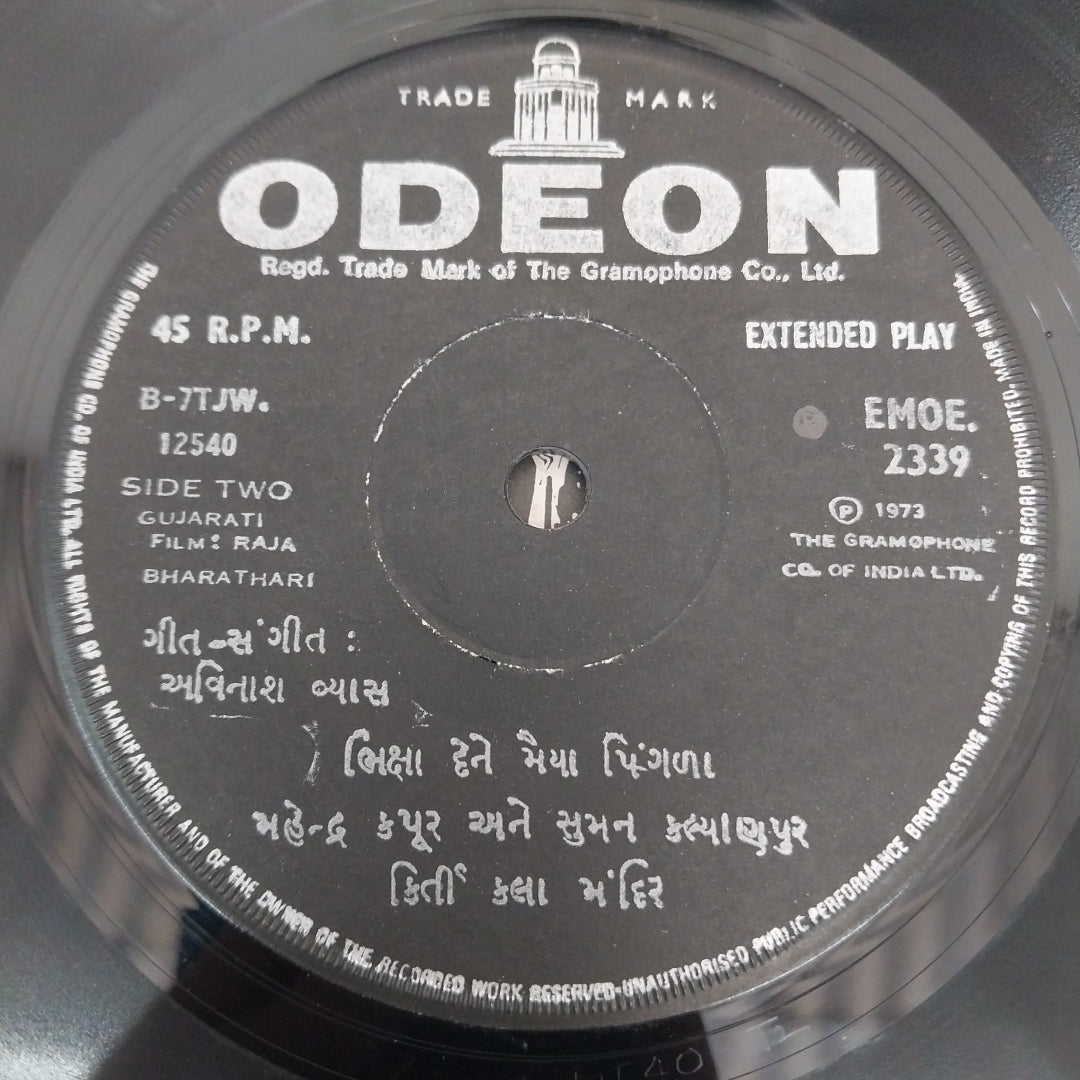 TRADE MARK
ODEON
Regd. Trade Mark of The Gramophone Co., Ltd.
45 R.P.M.
EXTENDED PLAY
B-7TJW.
12540
EMOE.
2339
SIDE TWO
GUJARATI
FILM: RAJA
BHARATHARI
Ⓟ 1973
THE GRAMOPHONE
CO. OF INDIA LTD.
ગીત-સંગીત :
અવિનાશ વ્યાસ
ભિક્ષા દેને મૈયા પિંગળા
મહેન્દ્ર કપૂર અને સુમન કલ્યાણપુર
કિર્તી કલા મંદિર
THE GRAMOPHONE CO. OF INDIA LTD. ALL RIGHTS OF THE MANUFACTURER AND OF THE OWNER OF THE RECORDED WORK RESERVED-UNAUTHORISED PUBLIC PERFORMANCE BROADCASTING AND COPYING OF THIS RECORD PROHIBITED. MADE IN INDIA